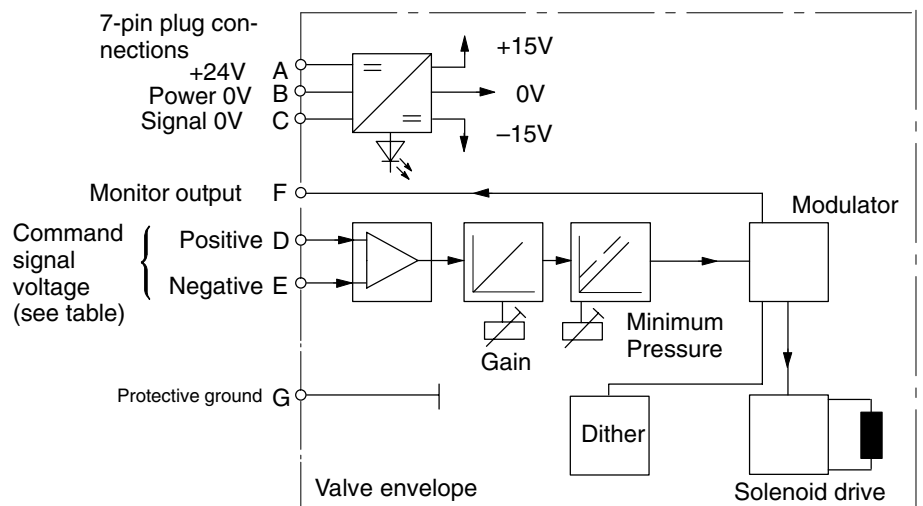 7-pin plug con-
nections
+24V A
Power 0V B
Signal 0V C
+15V
0V
–15V
Monitor output F
Modulator
Command
signal
voltage
(see table)
Positive D
Negative E
Gain
Minimum
Pressure
Protective ground G
Dither
Valve envelope
Solenoid drive